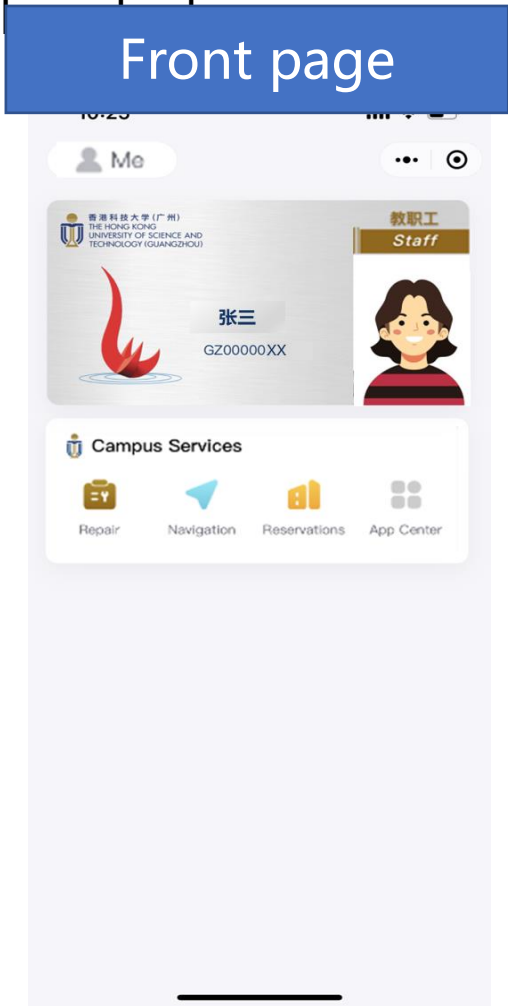 Front page
Me
香港科技大学(广州)
THE HONG KONG
UNIVERSITY OF SCIENCE AND
TECHNOLOGY (GUANGZHOU)
教职工
Staff
张三
GZ00000XX
Campus Services
Repair
Navigation
Reservations
App Center